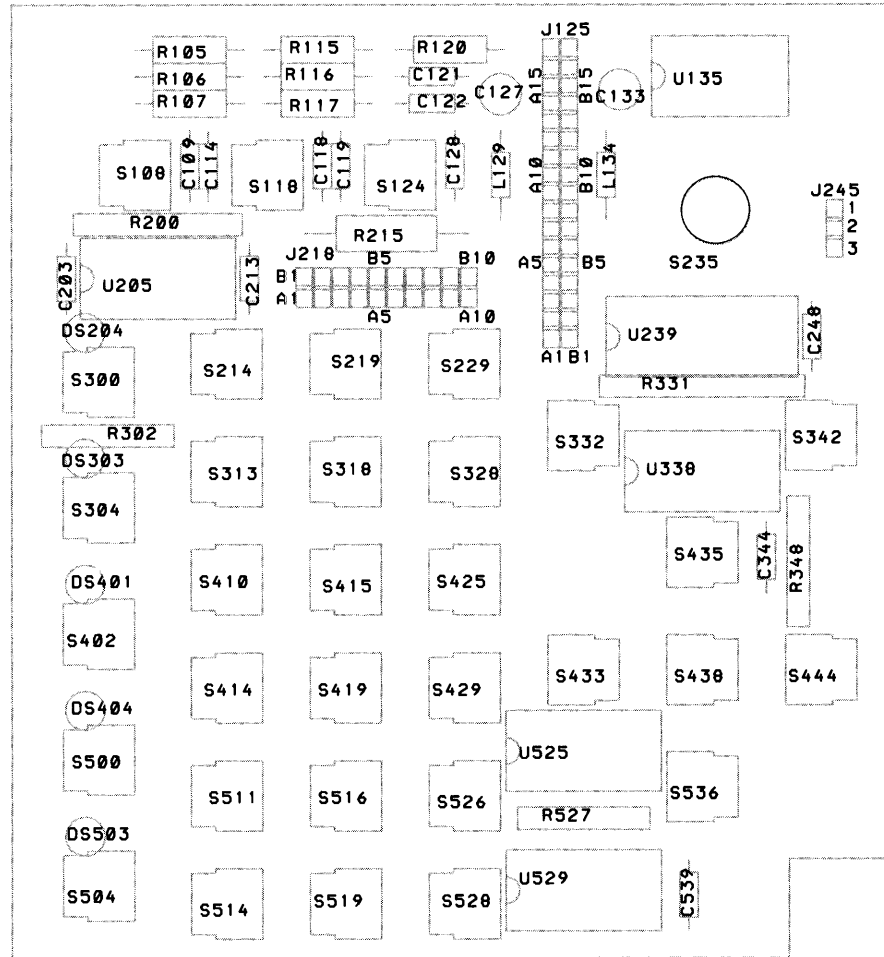 J125
R105 R115 R120
R106 R116 C121
R107 R117 C122
C127 A15 B15 C133 U135
S108 C109 C114 S118 C118 C119 S124 C128 L129 A10 B10 L134
J245
1
2
3
R200
R215
S235
C203 U205 C213
J218 B5 B10 A5 B5
B1
A1
A5 A10
DS204
U239 C248
A1 B1
S300 S214 S219 S229
R331
R302
S332 S342
DS303
S304 S313 S318 S328 U338
S435 C344 R348
DS401 S410 S415 S425
S402
S414 S419 S429 S433 S438 S444
DS404
S500
U525
S511 S516 S526 S536
R527
DS503
S504 U529 C539
S514 S519 S528